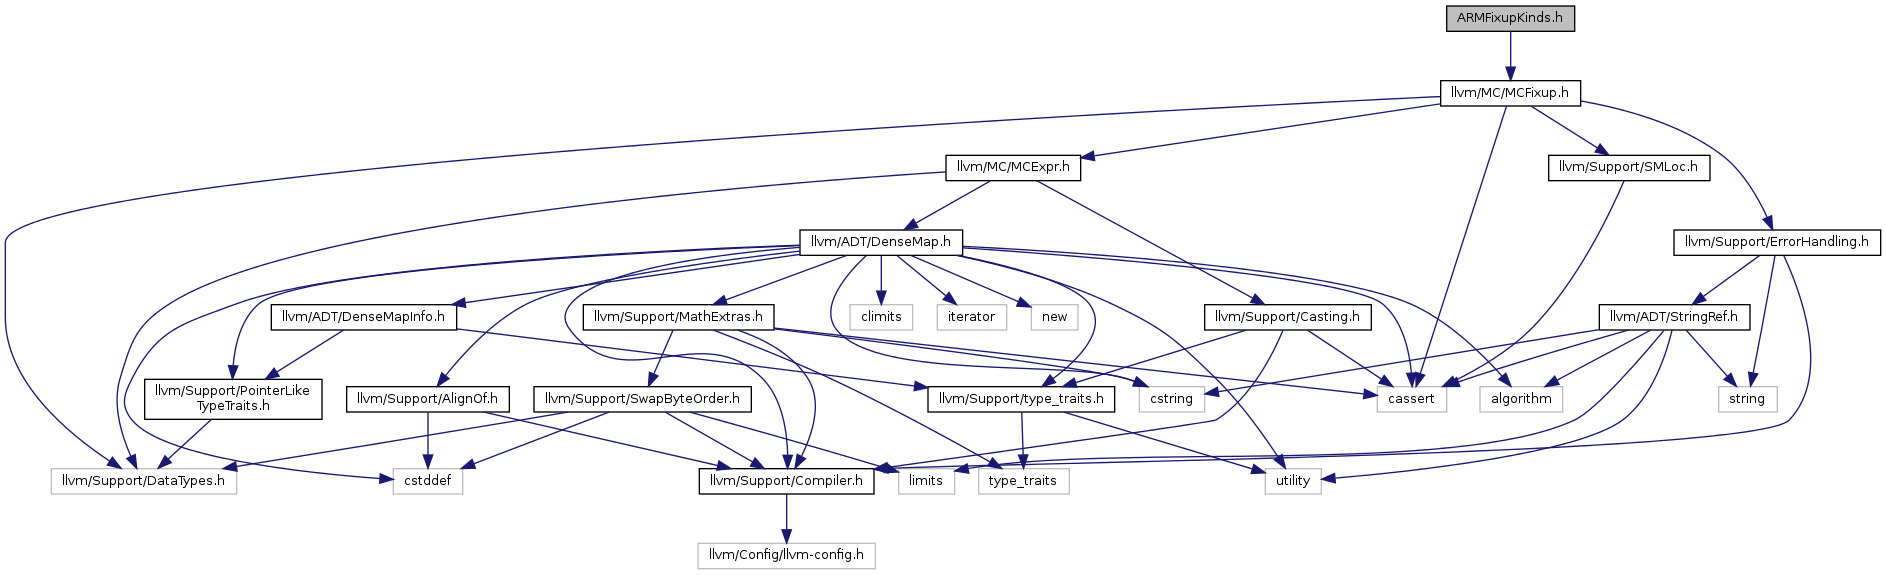 ARMFixupKinds.h
llvm/MC/MCFixup.h
llvm/MC/MCExpr.h
llvm/Support/SMLoc.h
llvm/ADT/DenseMap.h
llvm/Support/ErrorHandling.h
llvm/ADT/DenseMapInfo.h
llvm/Support/MathExtras.h
climits
iterator
new
llvm/Support/Casting.h
llvm/ADT/StringRef.h
llvm/Support/PointerLike
TypeTraits.h
llvm/Support/AlignOf.h
llvm/Support/SwapByteOrder.h
llvm/Support/type_traits.h
cstring
cassert
algorithm
string
llvm/Support/DataTypes.h
cstddef
llvm/Support/Compiler.h
limits
type_traits
utility
llvm/Config/llvm-config.h